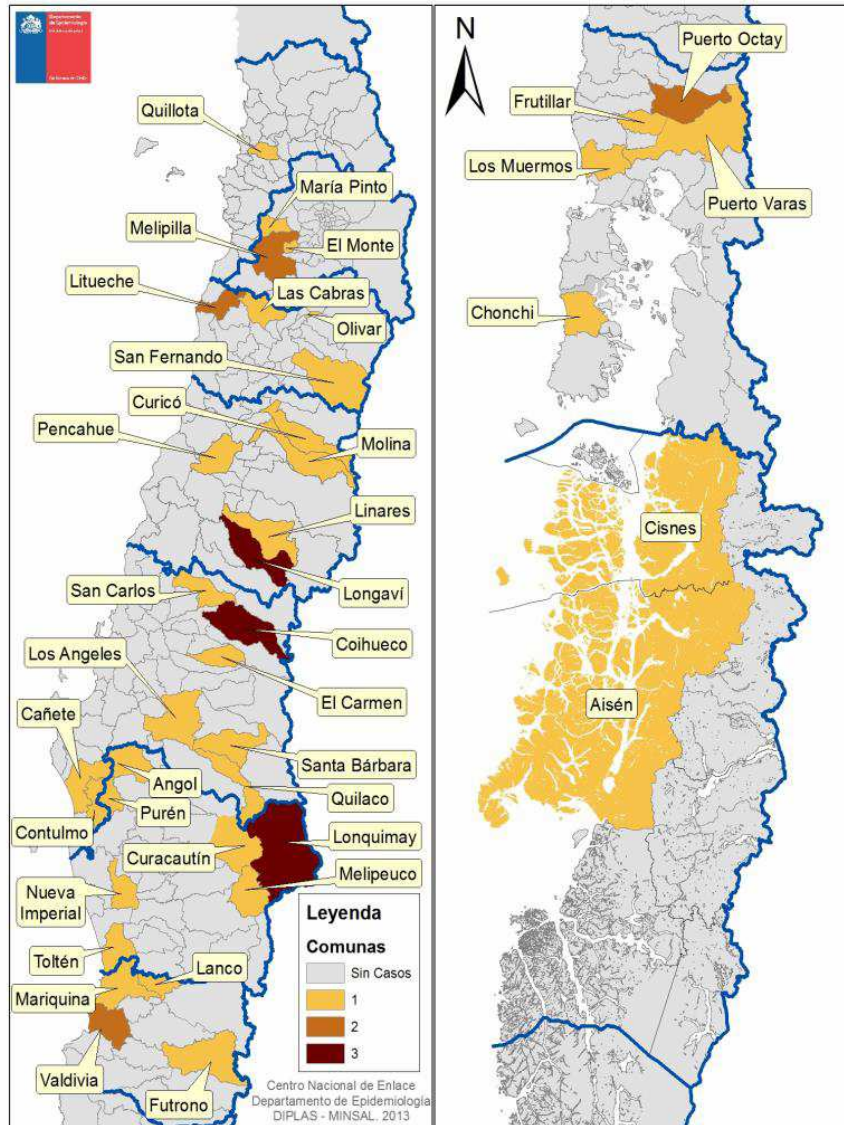 Departamento
de Epidemiología
Quillota
María Pinto
Melipilla
El Monte
Litueche
Las Cabras
Olivar
San Fernando
Curicó
Pencahue
Molina
Linares
Longaví
San Carlos
Coihueco
Los Angeles
El Carmen
Cañete
Santa Bárbara
Angol
Quilaco
Purén
Contulmo
Lonquimay
Curacautín
Melipeuco
Nueva
Imperial
Toltén
Lanco
Mariquina
Valdivia
Futrono
Leyenda
Comunas
Sin Casos
1
2
3
Centro Nacional de Enlace
Departamento de Epidemiología
DIPLAS - MINSAL. 2013
N
Puerto Octay
Frutillar
Los Muermos
Puerto Varas
Chonchi
Cisnes
Aisén